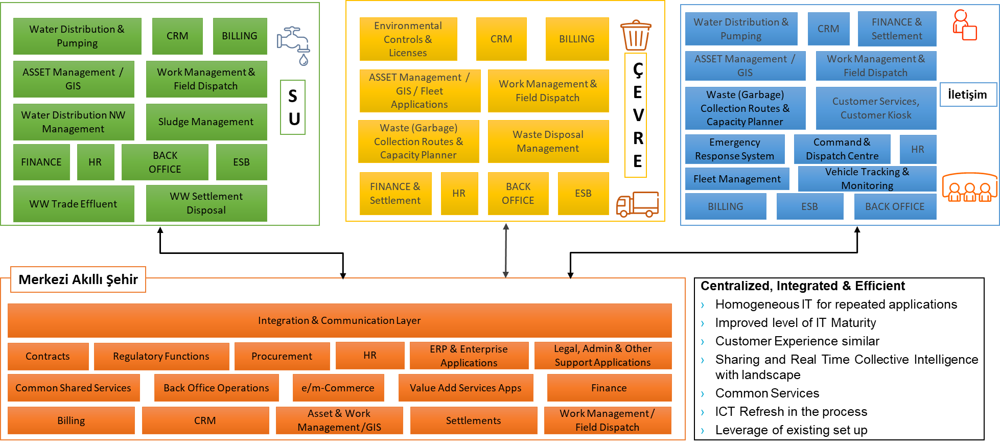 Water Distribution &
Pumping
CRM
BILLING
ASSET Management /
GIS
Work Management &
Field Dispatch
Water Distribution NW
Management
Sludge Management
FINANCE
HR
BACK
OFFICE
ESB
WW Trade Effluent
WW Settlement
Disposal
S
U
Environmental
Controls &
Licenses
CRM
BILLING
ASSET Management /
GIS / Fleet
Applications
Work Management &
Field Dispatch
Waste (Garbage)
Collection Routes &
Capacity Planner
Waste Disposal
Management
FINANCE &
Settlement
HR
BACK
OFFICE
ESB
Ç
E
V
R
E
Water Distribution &
Pumping
CRM
FINANCE &
Settlement
ASSET Management /
GIS
Work Management &
Field Dispatch
Waste (Garbage)
Collection Routes &
Capacity Planner
Customer Services,
Customer Kiosk
Emergency
Response System
Command &
Dispatch Centre
HR
Fleet Management
Vehicle Tracking &
Monitoring
BILLING
ESB
BACK OFFICE
İletişim
Merkezi Akıllı Şehir
Integration & Communication Layer
Contracts
Regulatory Functions
Procurement
HR
ERP & Enterprise
Applications
Legal, Admin & Other
Support Applications
Common Shared Services
Back Office Operations
e/m-Commerce
Value Add Services Apps
Finance
Billing
CRM
Asset & Work
Management /GIS
Settlements
Work Management /
Field Dispatch
Centralized, Integrated & Efficient
› Homogeneous IT for repeated applications
› Improved level of IT Maturity
› Customer Experience similar
› Sharing and Real Time Collective Intelligence
with landscape
› Common Services
› ICT Refresh in the process
› Leverage of existing set up